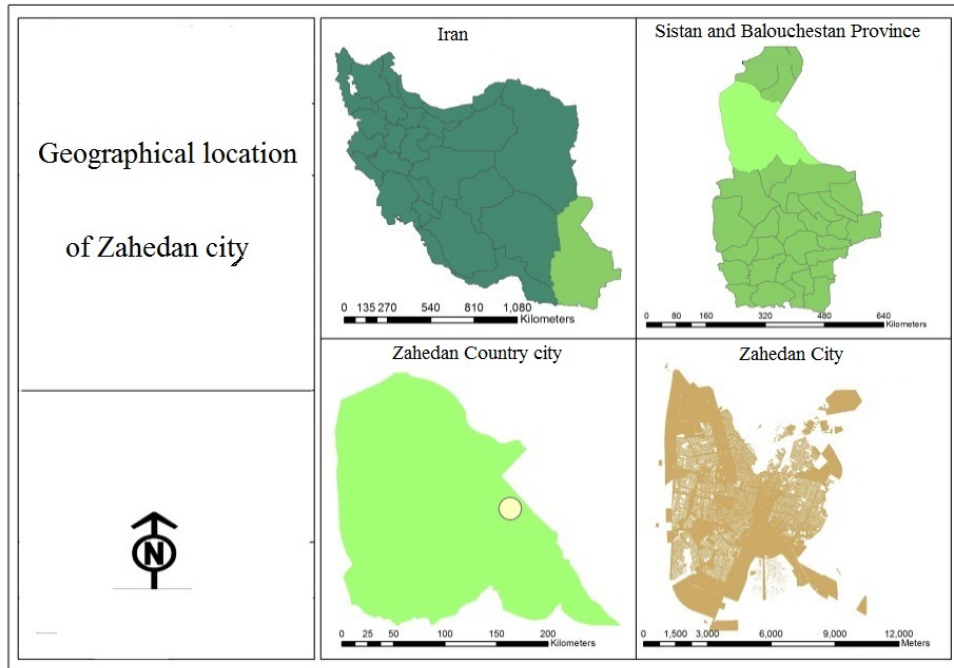 Geographical location
of Zahedan city
N
Iran
0 135 270 540 810 1,080
Kilometers
Sistan and Balouchestan Province
0 80 160 320 480 640
Kilometers
Zahedan Country city
0 25 50 100 150 200
Kilometers
Zahedan City
0 1,500 3,000 6,000 9,000 12,000
Meters